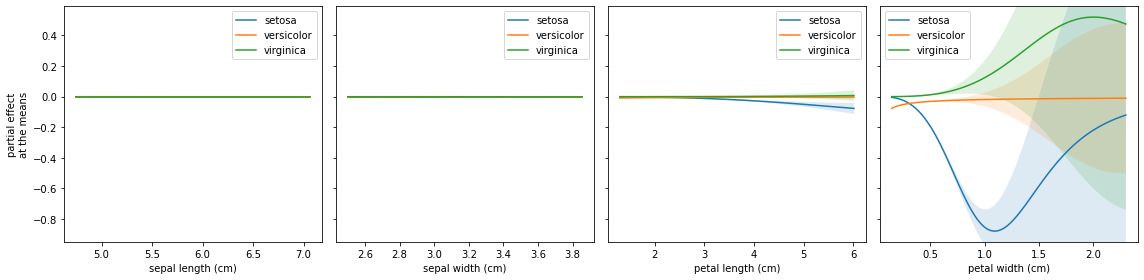 partial effect
at the means
0.4
0.2
0.0
−0.2
−0.4
−0.6
−0.8
setosa
versicolor
virginica
5.0 5.5 6.0 6.5 7.0
sepal length (cm)
setosa
versicolor
virginica
2.6 2.8 3.0 3.2 3.4 3.6 3.8
sepal width (cm)
setosa
versicolor
virginica
2 3 4 5 6
petal length (cm)
setosa
versicolor
virginica
0.5 1.0 1.5 2.0
petal width (cm)